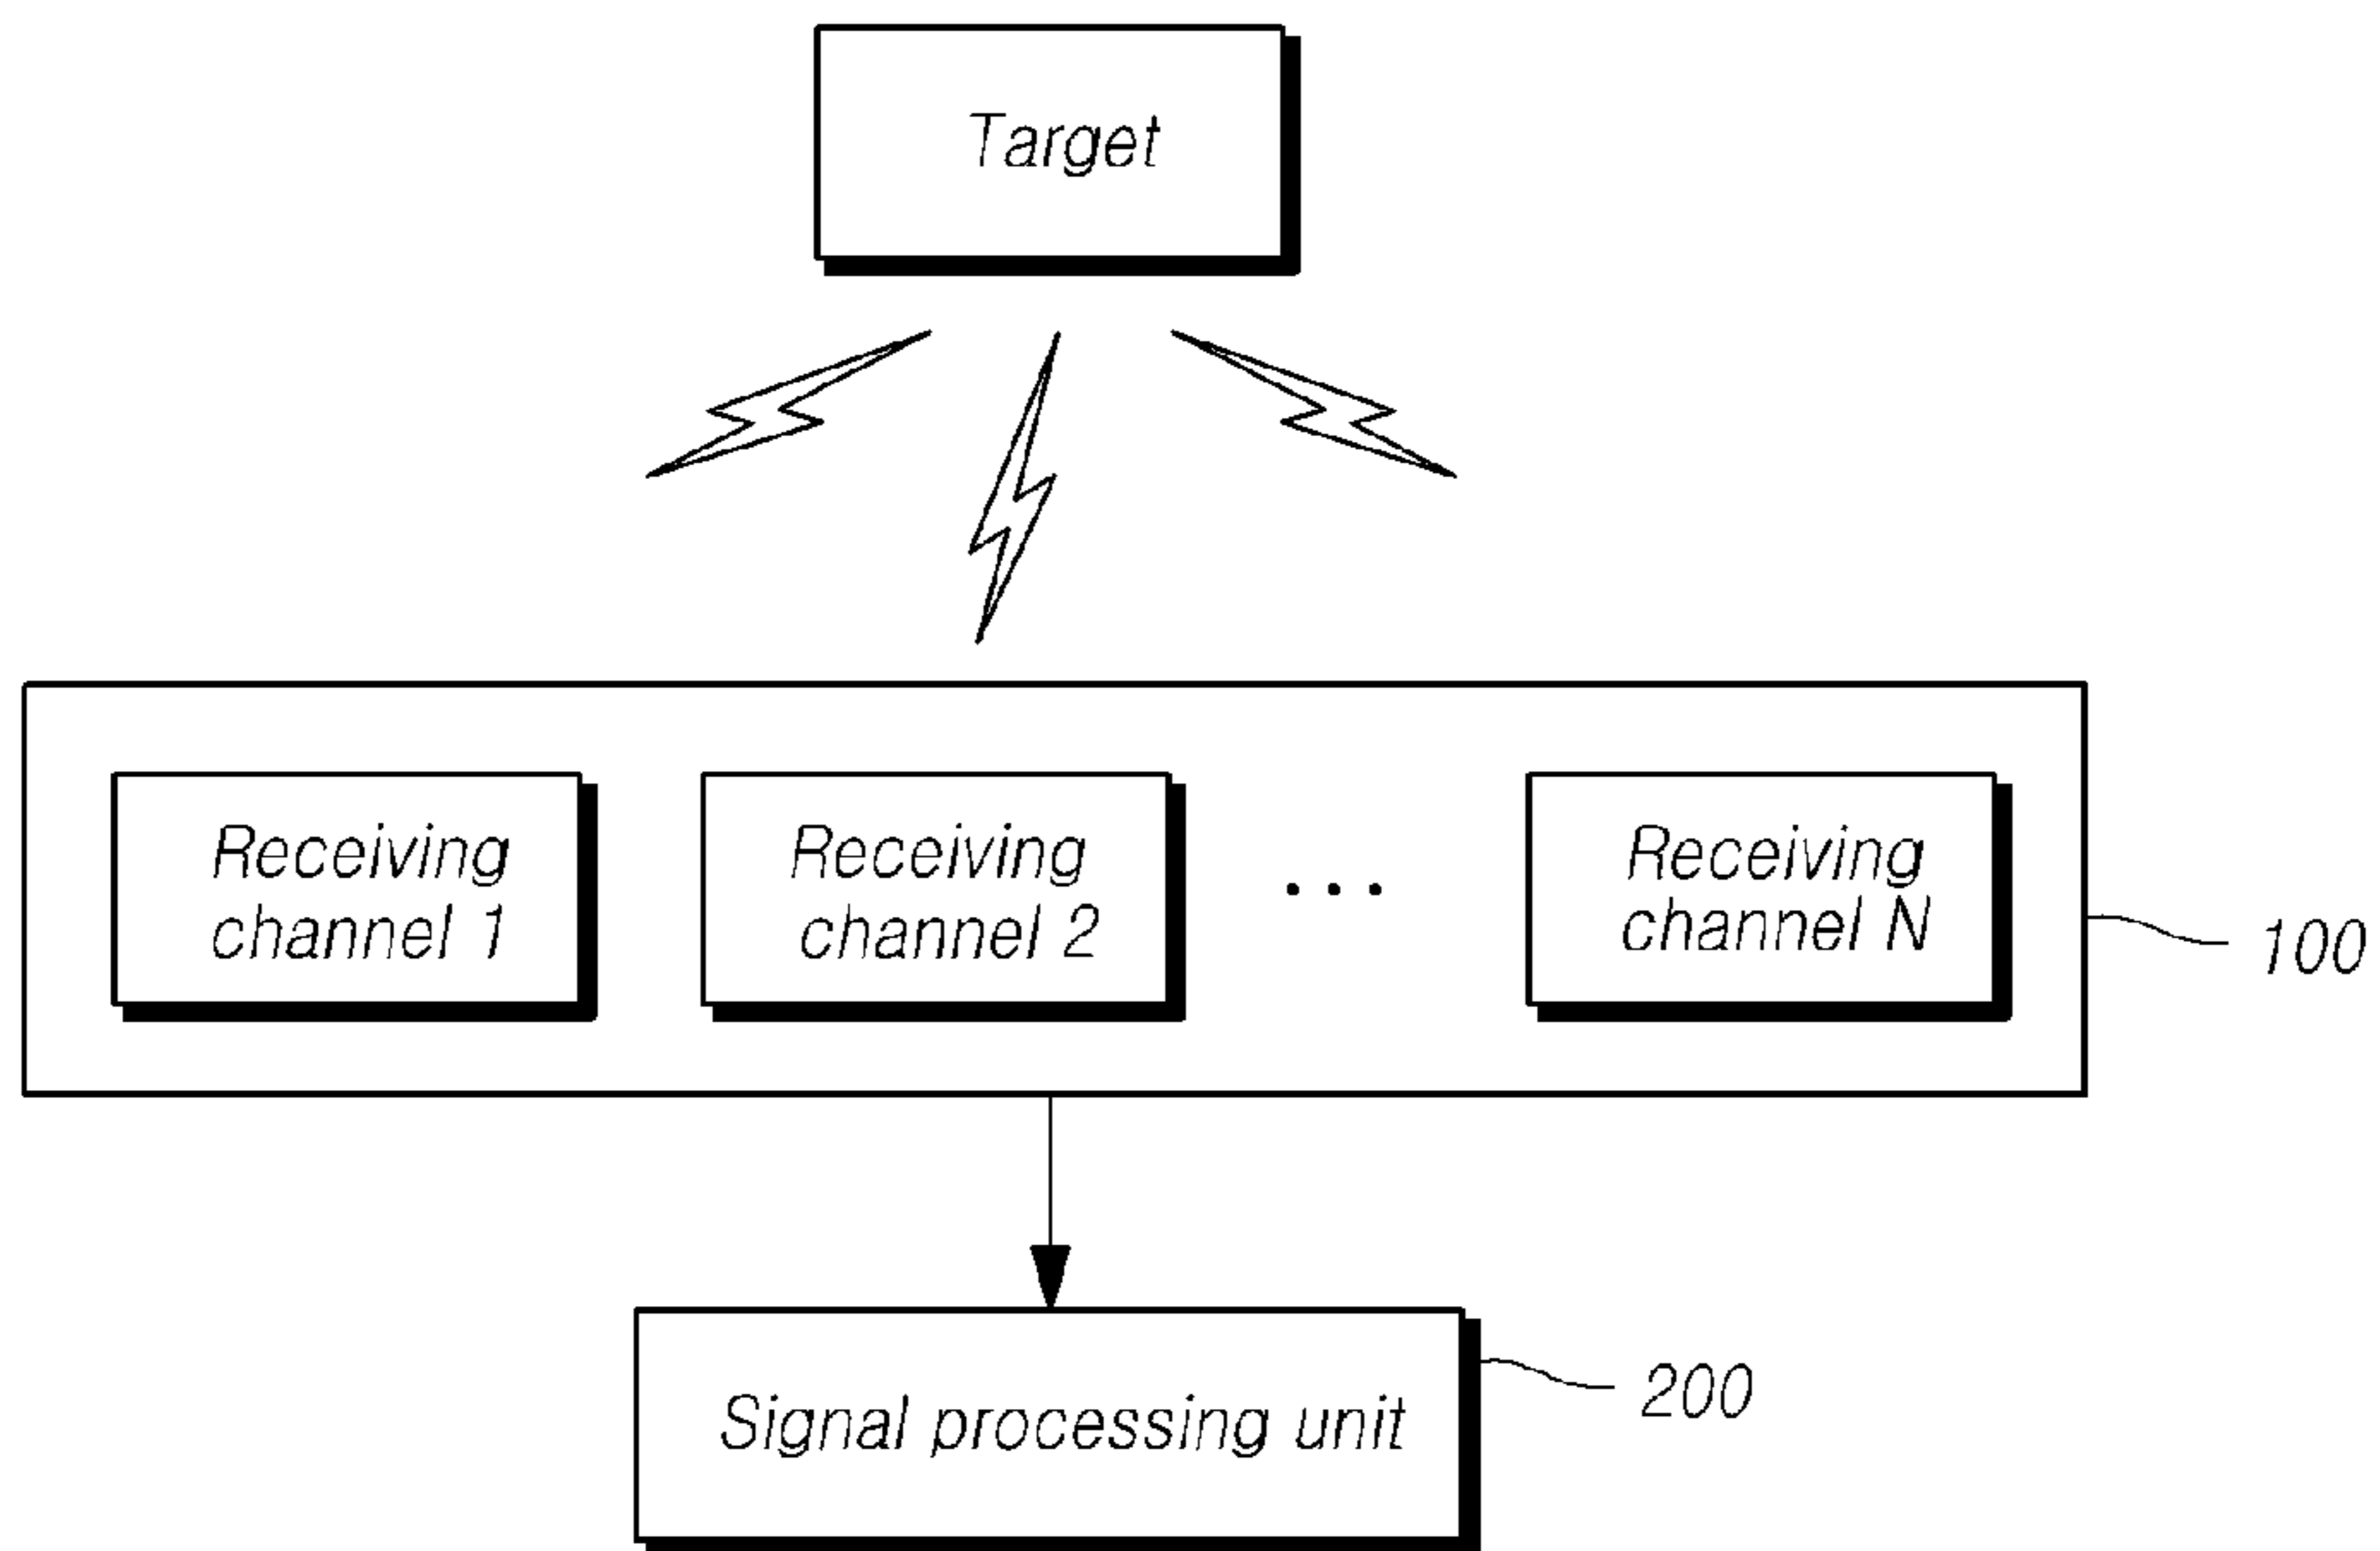 Target
Receiving
channel 1
Receiving
channel 2
...
Receiving
channel N
100
Signal processing unit
200